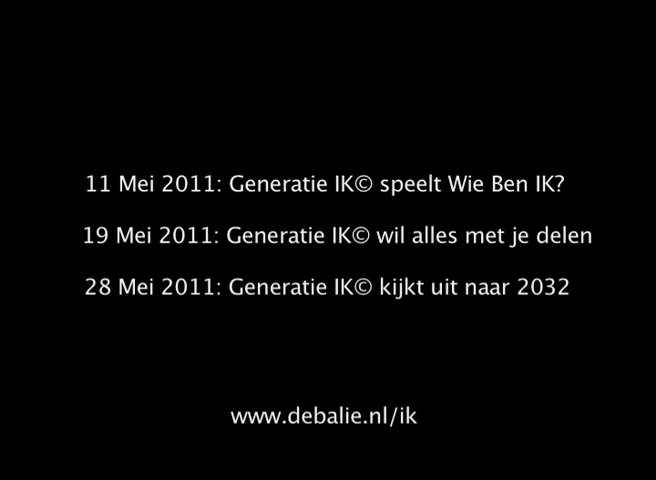 11 Mei 2011: Generatie IK© speelt Wie Ben IK?
19 Mei 2011: Generatie IK© wil alles met je delen
28 Mei 2011: Generatie IK© kijkt uit naar 2032
www.debalie.nl/ik